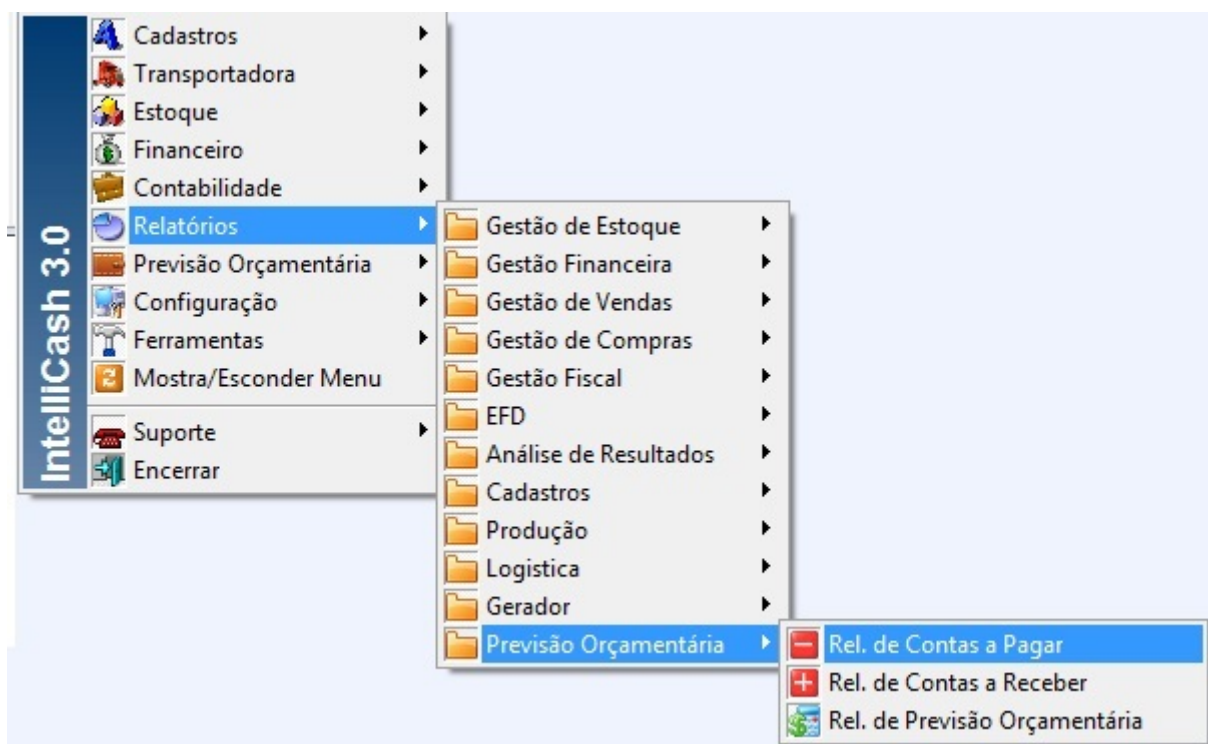 IntelliCash 3.0
Cadastros
Transportadora
Estoque
Financeiro
Contabilidade
Relatórios
Previsão Orçamentária
Configuração
Ferramentas
Mostra/Esconder Menu
Suporte
Encerrar
Gestão de Estoque
Gestão Financeira
Gestão de Vendas
Gestão de Compras
Gestão Fiscal
EFD
Análise de Resultados
Cadastros
Produção
Logistica
Gerador
Previsão Orçamentária
Rel. de Contas a Pagar
Rel. de Contas a Receber
Rel. de Previsão Orçamentária